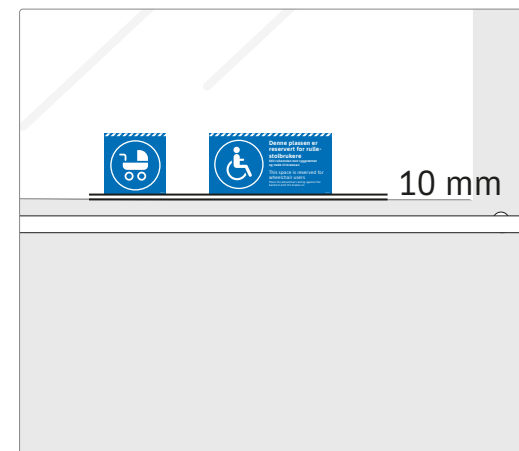 Denne plassen er
reservert for rulle-
stolbrukere
This space is reserved for
wheelchair users
10 mm